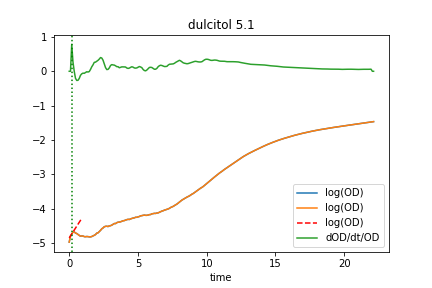 dulcitol 5.1
1
0
−1
−2
−3
−4
−5
log(OD)
log(OD)
log(OD)
dOD/dt/OD
0 5 10 15 20
time